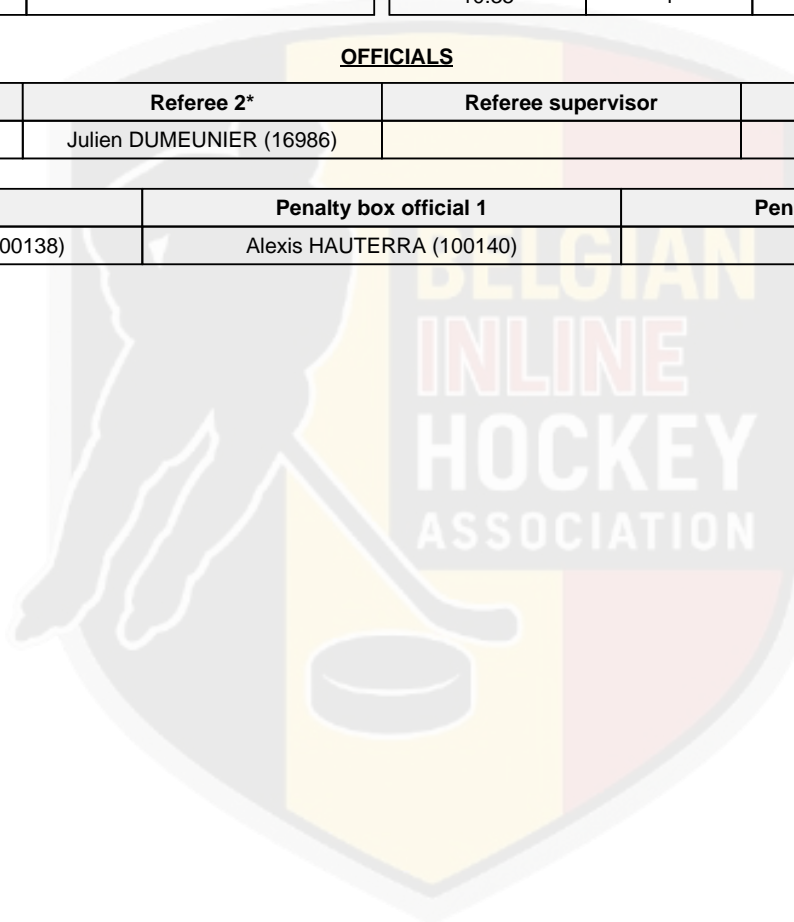 OFFICIALS
Referee 2* Referee supervisor
Julien DUMEUNIER (16986)
Penalty box official 1 Pen
00138) Alexis HAUTERRA (100140)
BELGIAN
INLINE
HOCKEY
ASSOCIATION